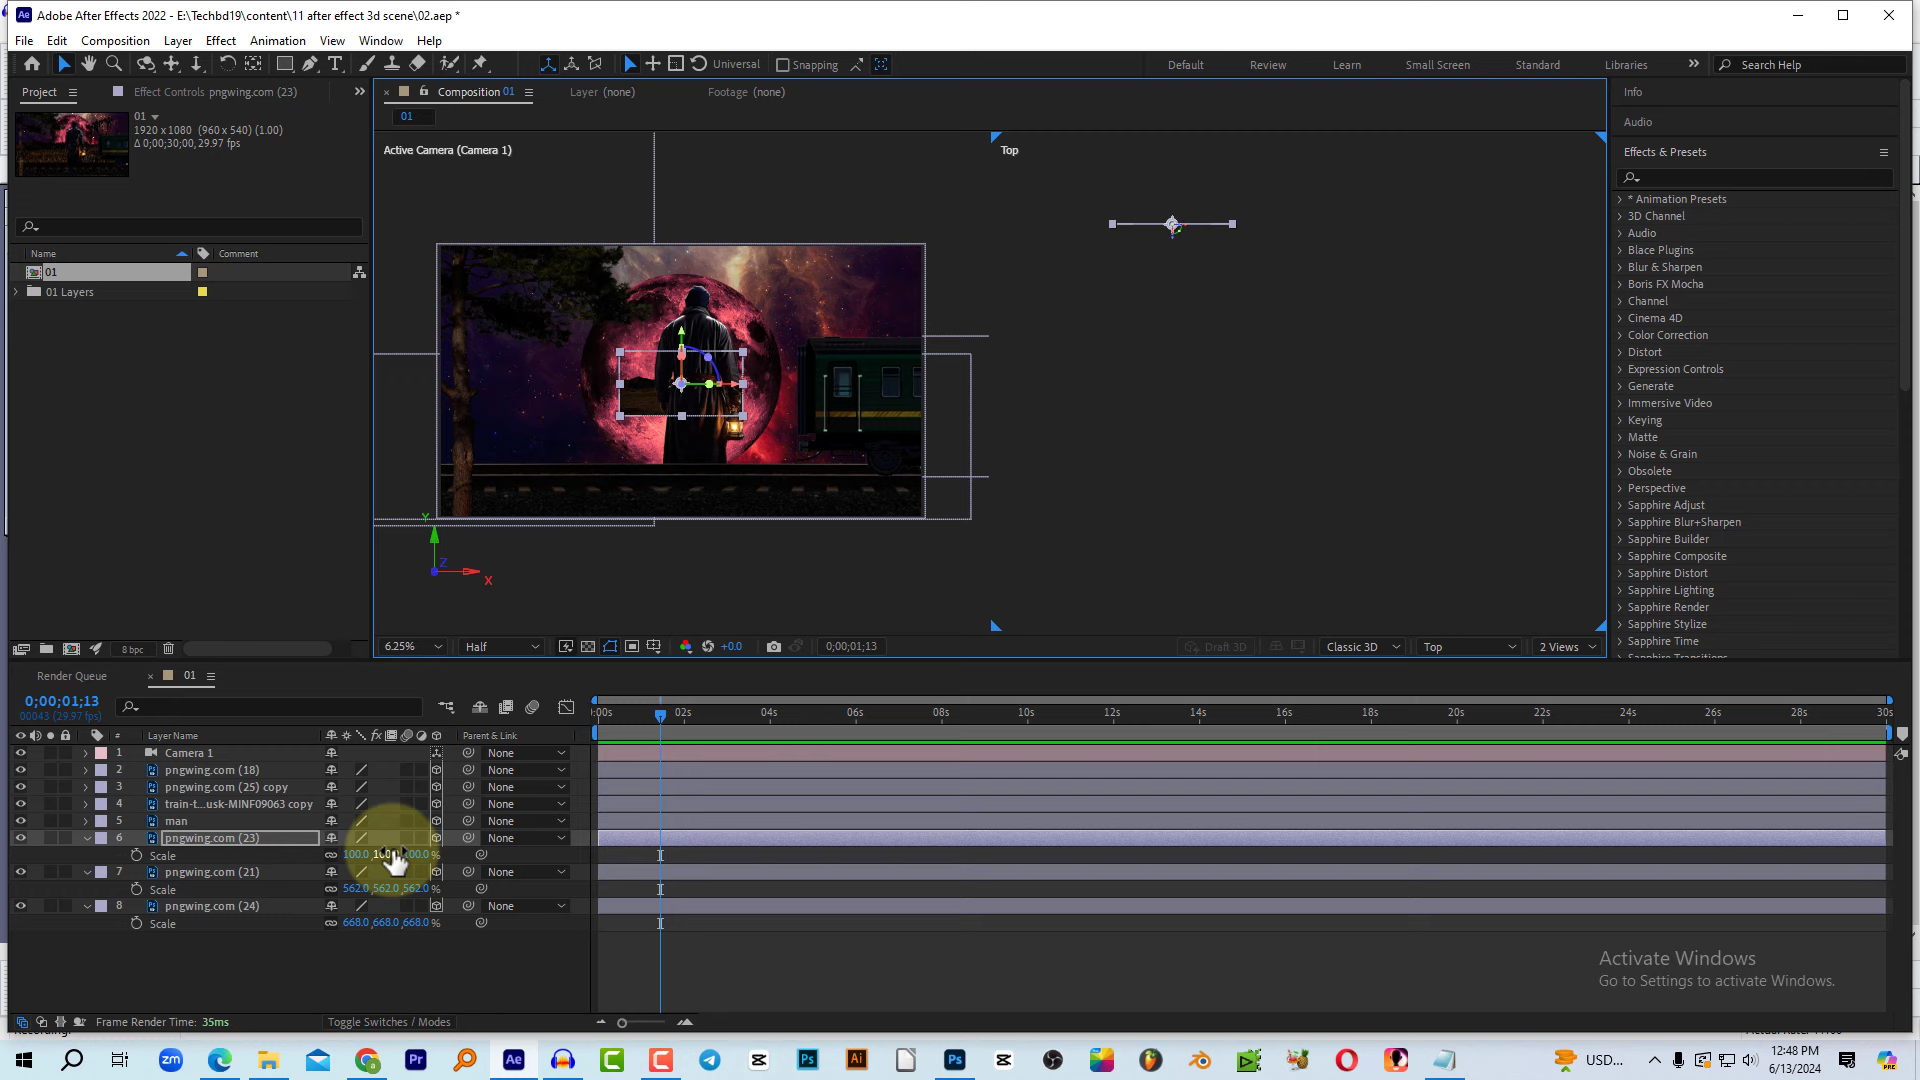 Adobe After Effects 2022 - E:\Techbd19\content\11 after effect 3d scene\02.aep *
File Edit Composition Layer Effect Animation View Window Help
Universal Snapping Default Review Learn Small Screen Standard Libraries Search Help
Project Effect Controls pngwing.com (23) Composition 01 Layer (none) Footage (none)
Info
Audio
Effects & Presets
01
1920 x 1080 (960 x 540) (1.00)
Δ 0;00;30;00, 29.97 fps
01
Active Camera (Camera 1)
Top
Name Comment
01
01 Layers
* Animation Presets
3D Channel
Audio
Blace Plugins
Blur & Sharpen
Boris FX Mocha
Channel
Cinema 4D
Color Correction
Distort
Expression Controls
Generate
Immersive Video
Keying
Matte
Noise & Grain
Obsolete
Perspective
Sapphire Adjust
Sapphire Blur+Sharpen
Sapphire Builder
Sapphire Composite
Sapphire Distort
Sapphire Lighting
Sapphire Render
Sapphire Stylize
Sapphire Time
Sapphire Transitions
Y
Z
X
8 bpc
6.25% Half +0.0 0;00;01;13 Draft 3D Classic 3D Top 2 Views
Render Queue 01
0;00;01;13
00043 (29.97 fps)
:00s 02s 04s 06s 08s 10s 12s 14s 16s 18s 20s 22s 24s 26s 28s 30s
# Layer Name fx Parent & Link
1 Camera 1 None
2 pngwing.com (18) None
3 pngwing.com (25) copy None
4 train-t...usk-MINF09063 copy None
5 man None
6 pngwing.com (23) None
Scale 100.0
7 pngwing.com (21) None
Scale 562.0,562.0,562.0 %
8 pngwing.com (24) None
Scale 668.0,668.0,668.0 %
Activate Windows
Go to Settings to activate Windows.
Frame Render Time: 35ms Toggle Switches / Modes
USD...
12:48 PM
6/13/2024